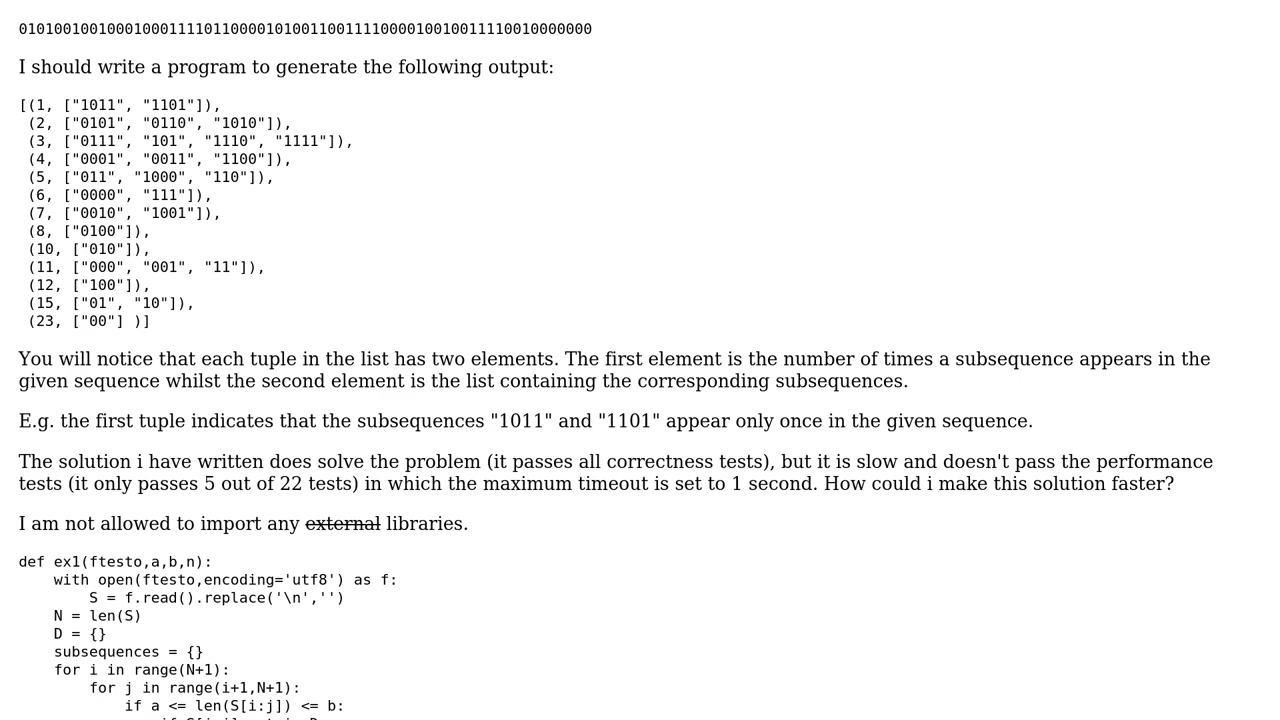 01010010010001000111101100001010011001111000010010011110010000000
I should write a program to generate the following output:
[(1, ["1011", "1101"]),
(2, ["0101", "0110", "1010"]),
(3, ["0111", "101", "1110", "1111"]),
(4, ["0001", "0011", "1100"]),
(5, ["011", "1000", "110"]),
(6, ["0000", "111"]),
(7, ["0010", "1001"]),
(8, ["0100"]),
(10, ["010"]),
(11, ["000", "001", "11"]),
(12, ["100"]),
(15, ["01", "10"]),
(23, ["00"] )]
You will notice that each tuple in the list has two elements. The first element is the number of times a subsequence appears in the
given sequence whilst the second element is the list containing the corresponding subsequences.
E.g. the first tuple indicates that the subsequences "1011" and "1101" appear only once in the given sequence.
The solution i have written does solve the problem (it passes all correctness tests), but it is slow and doesn't pass the performance
tests (it only passes 5 out of 22 tests) in which the maximum timeout is set to 1 second. How could i make this solution faster?
I am not allowed to import any external libraries.
def ex1(ftesto,a,b,n):
with open(ftesto,encoding='utf8') as f:
S = f.read().replace('\n','')
N = len(S)
D = {}
subsequences = {}
for i in range(N+1):
for j in range(i+1,N+1):
if a <= len(S[i:j]) <= b: